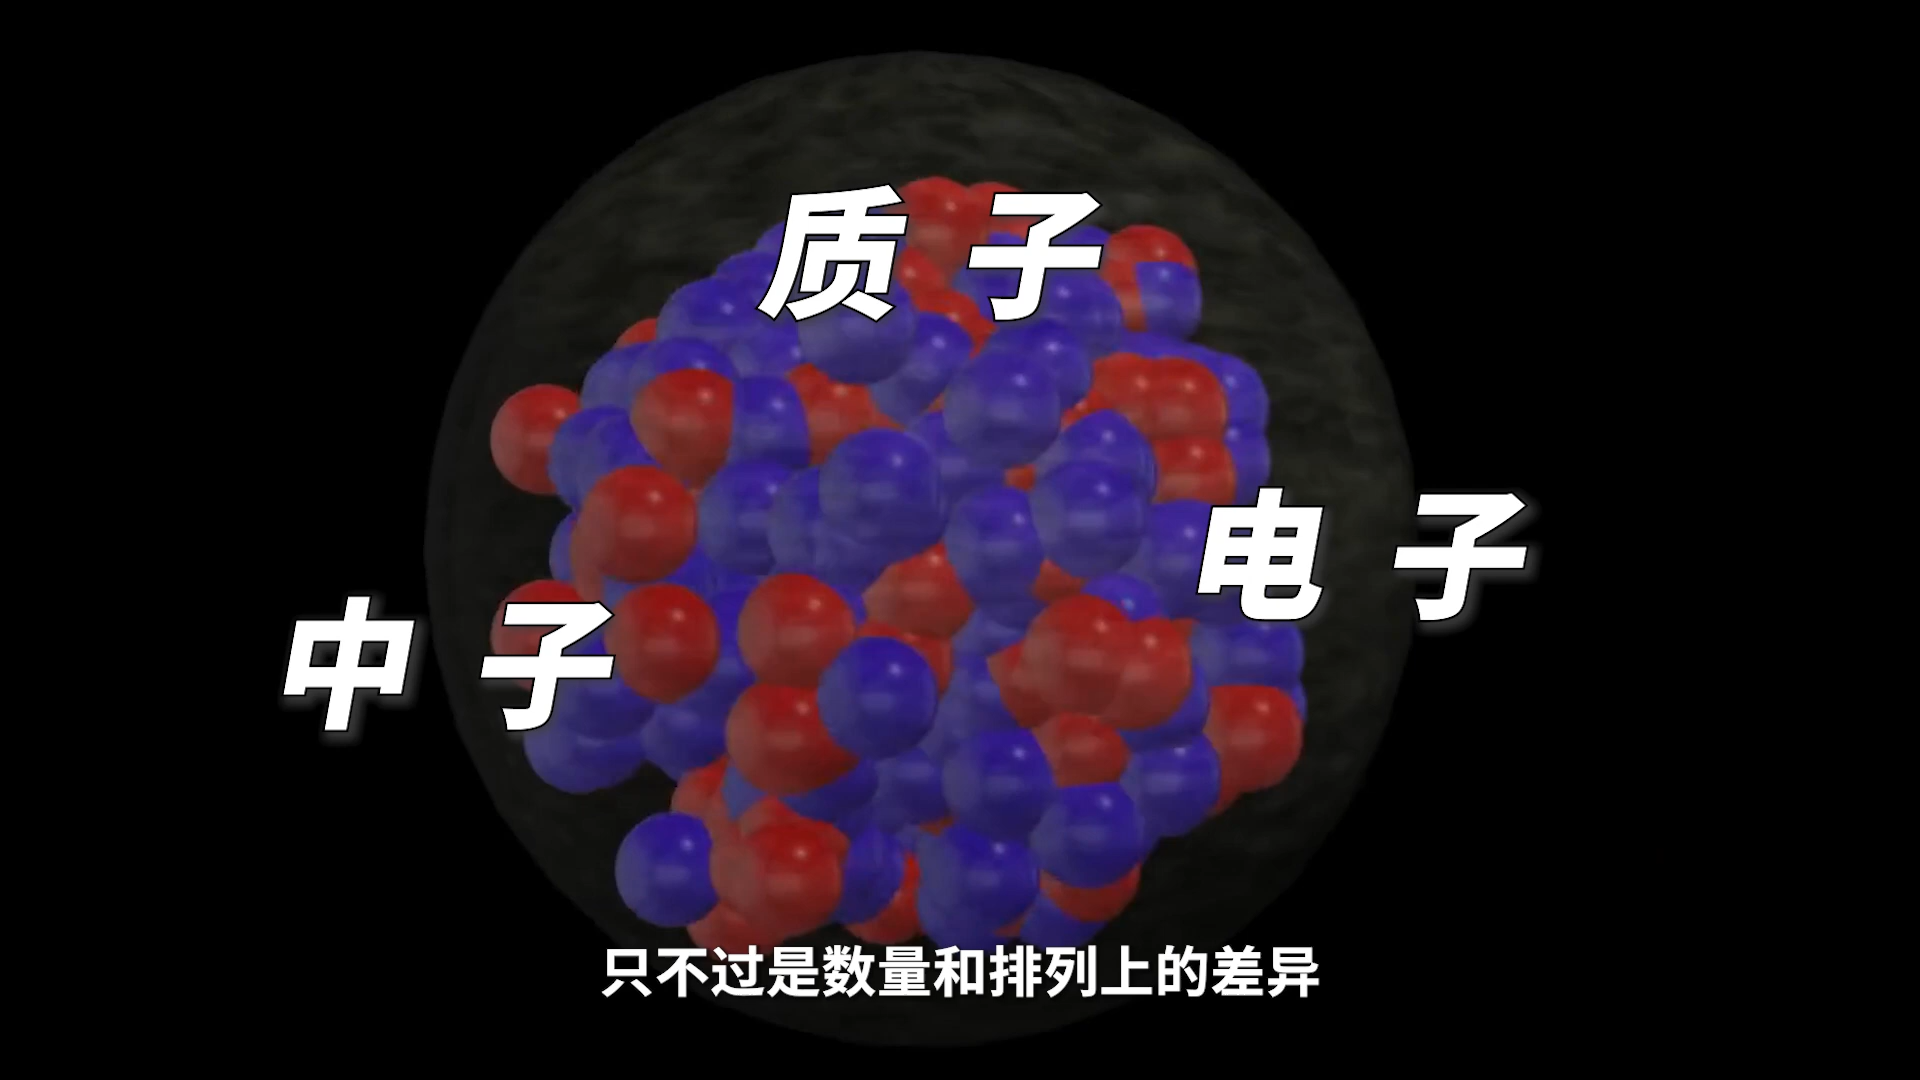 质子
电子
中子
只不过是数量和排列上的差异